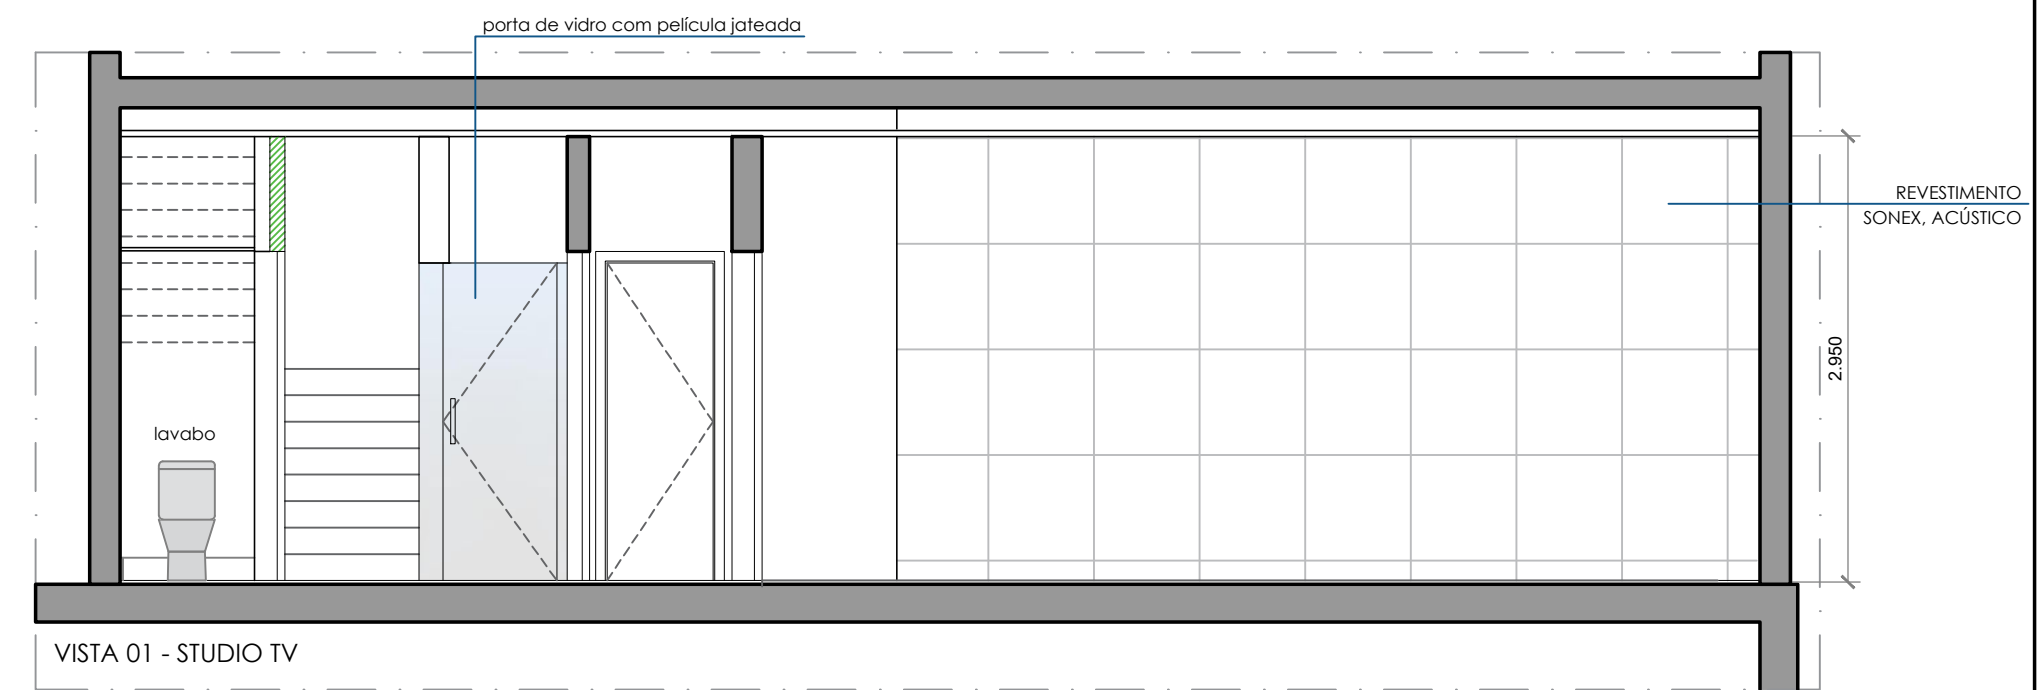 porta de vidro com película jateada
REVESTIMENTO
SONEX, ACÚSTICO
2.950
lavabo
VISTA 01 - STUDIO TV